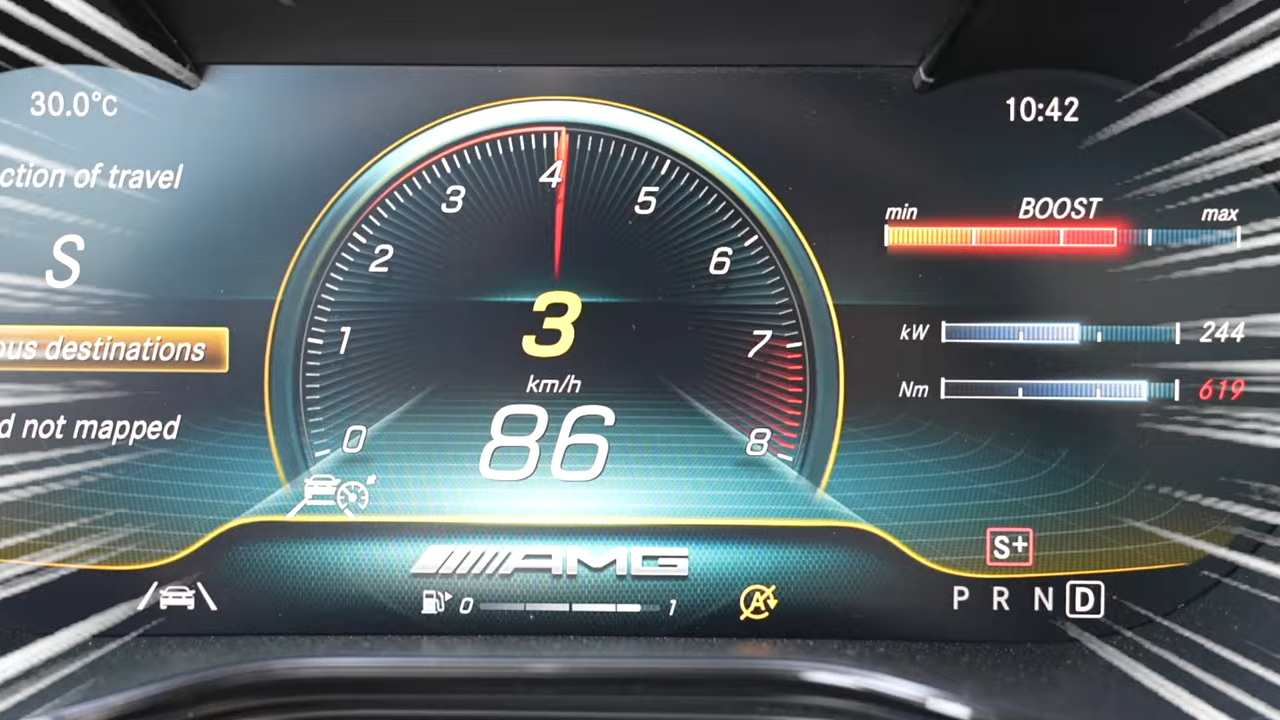 30.0°C
10:42
ction of travel
S
ous destinations
d not mapped
0
1
2
3
4
5
6
7
8
3
km/h
86
min BOOST max
kW 244
Nm 619
AMG
0 1
A
S+
P R N D